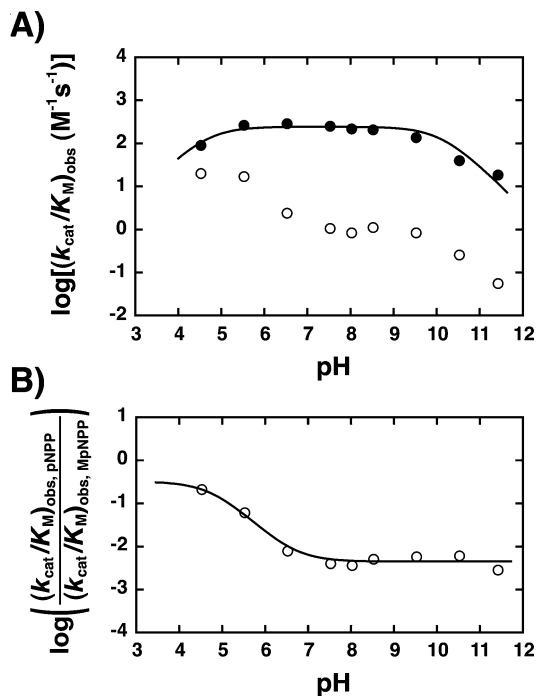 A)
log[(kcat/KM)obs (M-1s-1)]
4
3
2
1
0
-1
-2
3 4 5 6 7 8 9 10 11 12
pH
B)
log((kcat/KM)obs, pNPP
(kcat/KM)obs, MpNPP)
1
0
-1
-2
-3
-4
3 4 5 6 7 8 9 10 11 12
pH